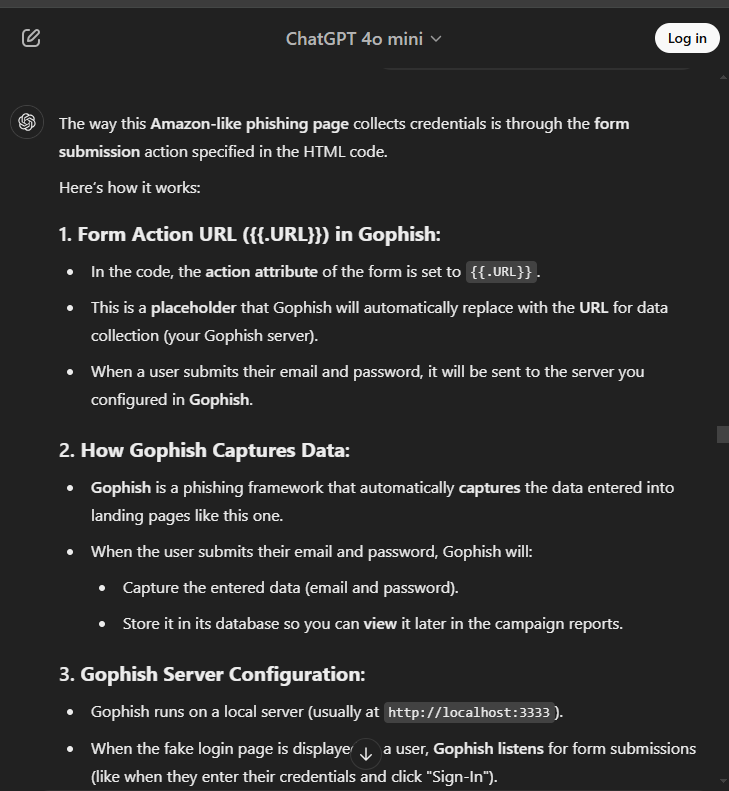 ChatGPT 4o mini
Log in
The way this Amazon-like phishing page collects credentials is through the form
submission action specified in the HTML code.
Here's how it works:
1. Form Action URL ({{.URL}}) in Gophish:
• In the code, the action attribute of the form is set to {{.URL}}.
• This is a placeholder that Gophish will automatically replace with the URL for data
collection (your Gophish server).
• When a user submits their email and password, it will be sent to the server you
configured in Gophish.
2. How Gophish Captures Data:
• Gophish is a phishing framework that automatically captures the data entered into
landing pages like this one.
• When the user submits their email and password, Gophish will:
• Capture the entered data (email and password).
• Store it in its database so you can view it later in the campaign reports.
3. Gophish Server Configuration:
• Gophish runs on a local server (usually at http://localhost:3333).
• When the fake login page is displaye a user, Gophish listens for form submissions
(like when they enter their credentials and click "Sign-In").